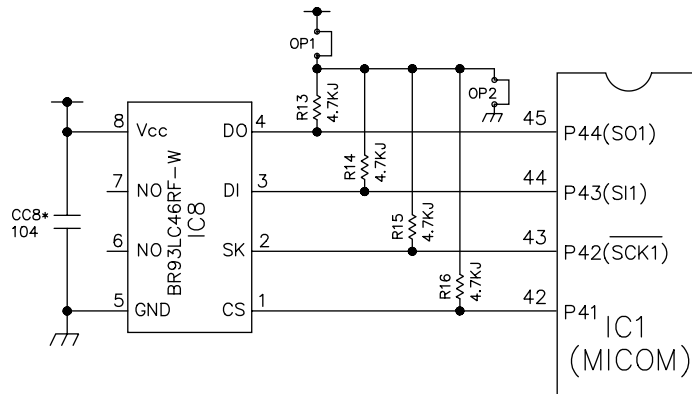 OP1
OP2
R13
4.7KJ
R14
4.7KJ
R15
4.7KJ
R16
4.7KJ
8 Vcc DO 4
7 NO DI 3
6 NO SK 2
5 GND CS 1
BR93LC46RF-W
IC8
CC8*
104
45 P44(SO1)
44 P43(SI1)
43 P42(SCK1)
42 P41
IC1
(MICOM)